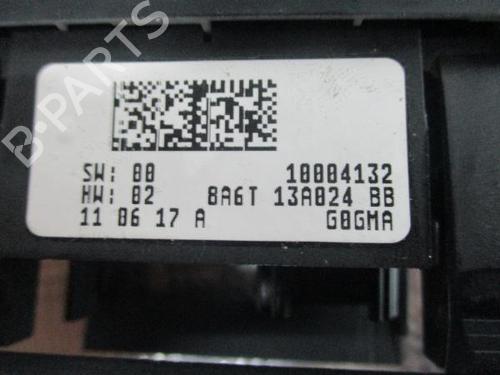 B-PARTS
SW: 00 10004132
HW: 02 8A6T 13A024 BB
11 06 17 A G0GMA